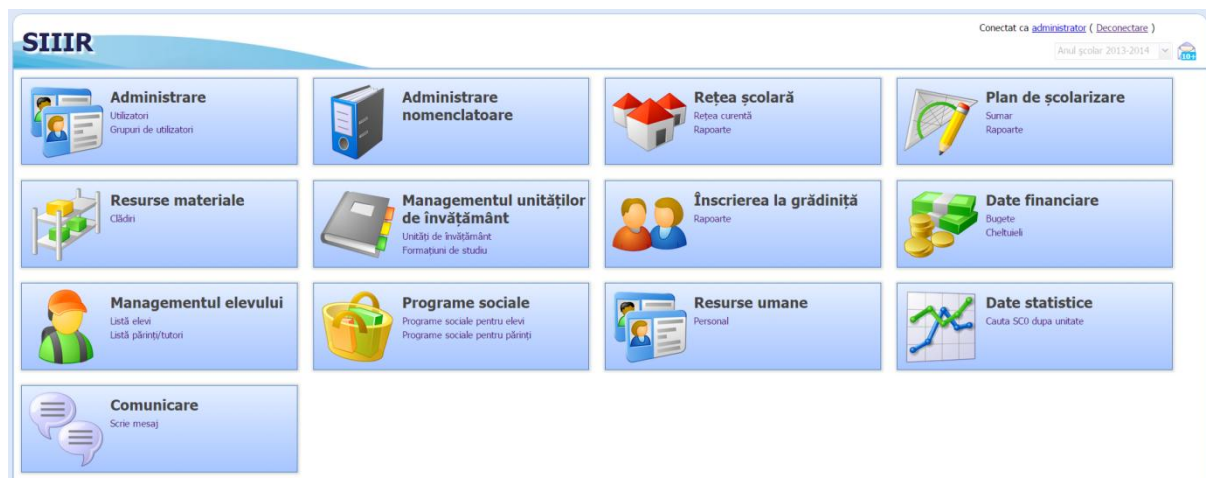 SIIIR
Conectat ca administrator ( Deconectare )
Anul școlar 2013-2014
10+
Administrare
Utilizatori
Grupuri de utilizatori
Administrare
nomenclatoare
Rețea școlară
Rețea curentă
Rapoarte
Plan de școlarizare
Sumar
Rapoarte
Resurse materiale
Clădiri
Managementul unităților
de învățământ
Unități de învățământ
Formațiuni de studiu
Înscrierea la grădiniță
Rapoarte
Date financiare
Bugete
Cheltuieli
Managementul elevului
Listă elevi
Listă părinți/tutori
Programe sociale
Programe sociale pentru elevi
Programe sociale pentru părinți
Resurse umane
Personal
Date statistice
Cauta SC0 dupa unitate
Comunicare
Scrie mesaj